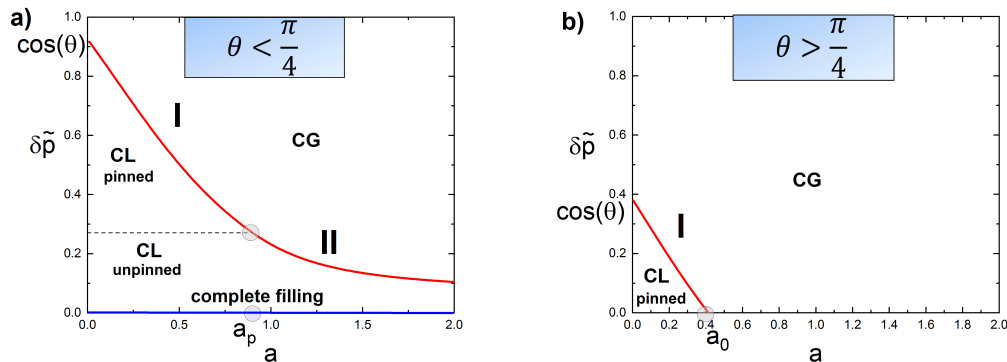 a)
θ < π/4
1.0
cos(θ)
0.8
I
0.6
δp̃
CG
CL
pinned
0.4
II
0.2
CL
unpinned
complete filling
0.0
0.0 0.5 1.0 1.5 2.0
a_p
a
b)
θ > π/4
1.0
0.8
0.6
δp̃
CG
0.4
cos(θ)
I
0.2
CL
pinned
0.0
0.0 0.2 0.4 0.6 0.8 1.0 1.2 1.4 1.6 1.8 2.0
a_0
a